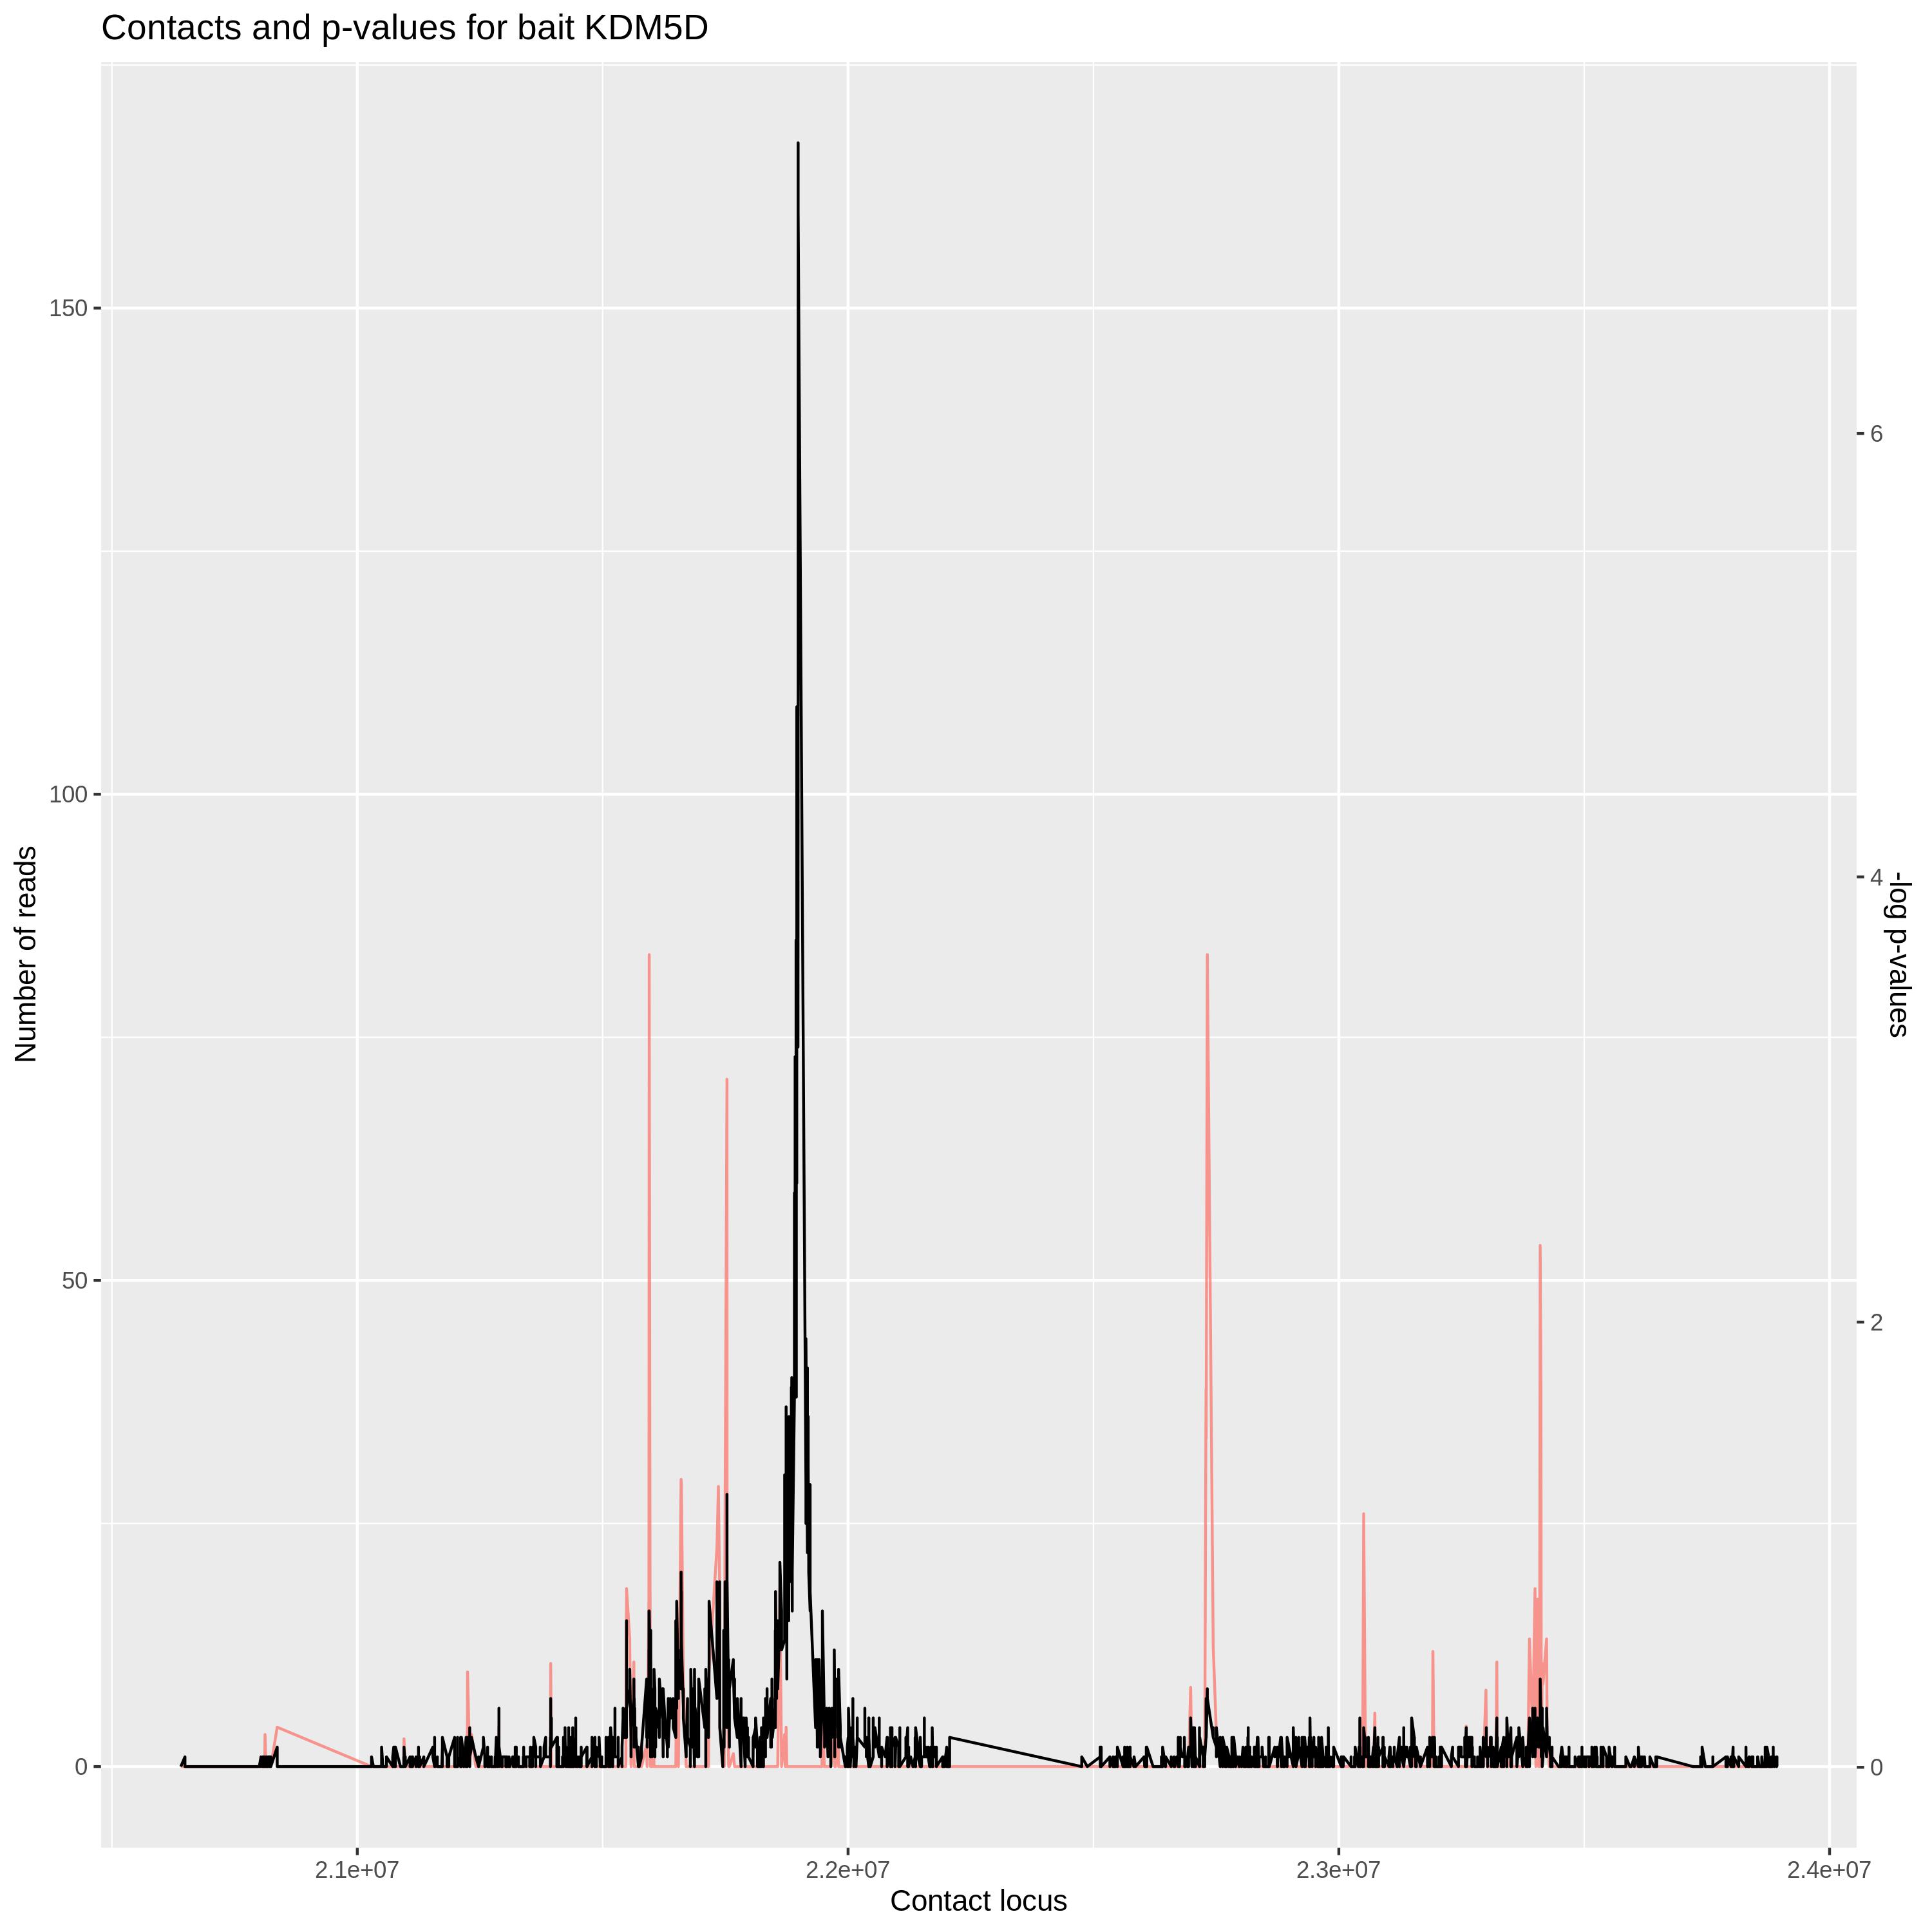 Contacts and p-values for bait KDM5D
Number of reads
150
100
50
0
6
4
2
0
-log p-values
2.1e+07
2.2e+07
2.3e+07
2.4e+07
Contact locus